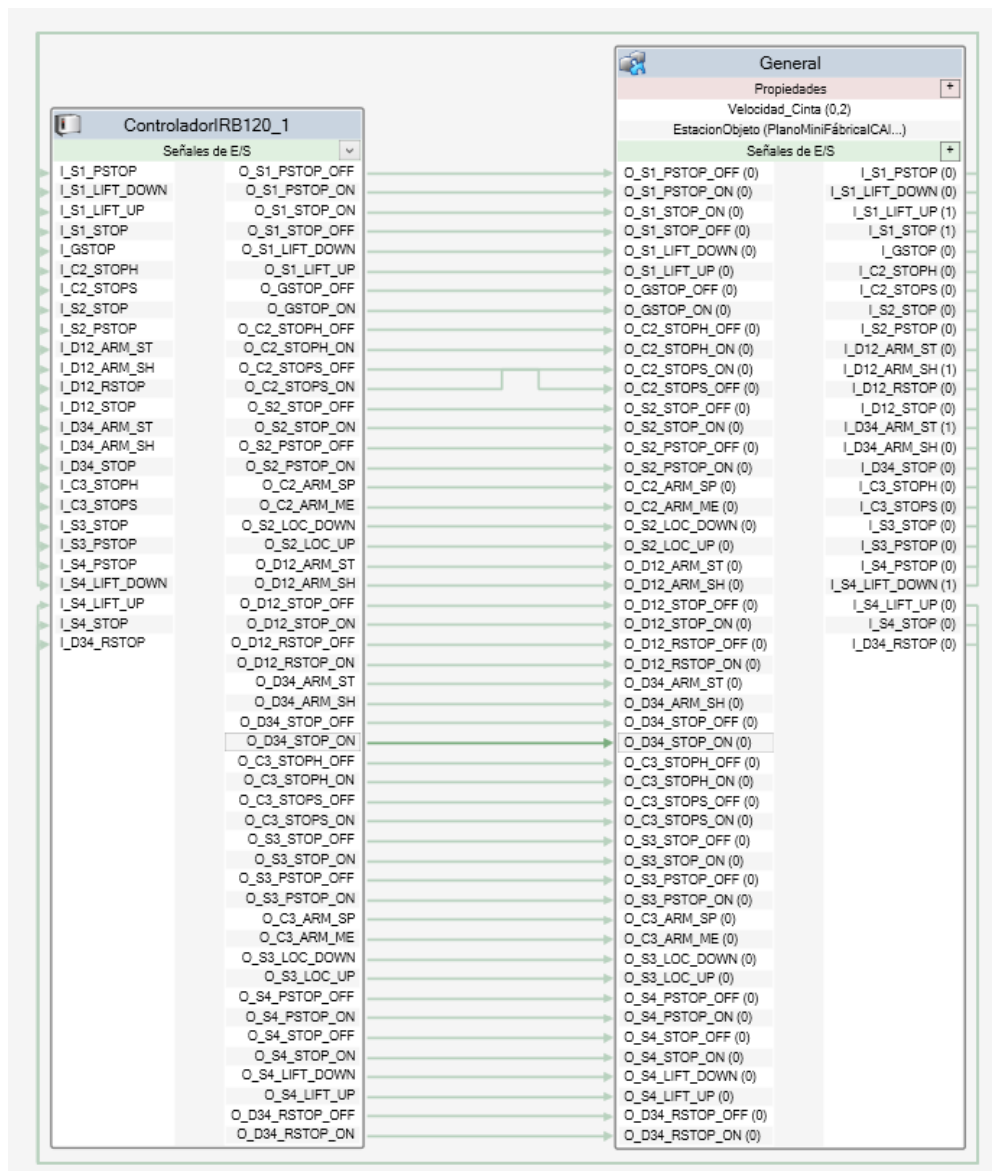 General
Propiedades +
Velocidad_Cinta (0,2)
EstacionObjeto (PlanoMiniFábricaICAI...)
Señales de E/S +
O_S1_PSTOP_OFF (0) I_S1_PSTOP (0)
O_S1_PSTOP_ON (0) I_S1_LIFT_DOWN (0)
O_S1_STOP_ON (0) I_S1_LIFT_UP (1)
O_S1_STOP_OFF (0) I_S1_STOP (1)
O_S1_LIFT_DOWN (0) I_GSTOP (0)
O_S1_LIFT_UP (0) I_C2_STOPH (0)
O_GSTOP_OFF (0) I_C2_STOPS (0)
O_GSTOP_ON (0) I_S2_STOP (0)
O_C2_STOPH_OFF (0) I_S2_PSTOP (0)
O_C2_STOPH_ON (0) I_D12_ARM_ST (0)
O_C2_STOPS_ON (0) I_D12_ARM_SH (1)
O_C2_STOPS_OFF (0) I_D12_RSTOP (0)
O_S2_STOP_OFF (0) I_D12_STOP (0)
O_S2_STOP_ON (0) I_D34_ARM_ST (1)
O_S2_PSTOP_OFF (0) I_D34_ARM_SH (0)
O_S2_PSTOP_ON (0) I_D34_STOP (0)
O_C2_ARM_SP (0) I_C3_STOPH (0)
O_C2_ARM_ME (0) I_C3_STOPS (0)
O_S2_LOC_DOWN (0) I_S3_STOP (0)
O_S2_LOC_UP (0) I_S3_PSTOP (0)
O_D12_ARM_ST (0) I_S4_PSTOP (0)
O_D12_ARM_SH (0) I_S4_LIFT_DOWN (1)
O_D12_STOP_OFF (0) I_S4_LIFT_UP (0)
O_D12_STOP_ON (0) I_S4_STOP (0)
O_D12_RSTOP_OFF (0) I_D34_RSTOP (0)
O_D12_RSTOP_ON (0)
O_D34_ARM_ST (0)
O_D34_ARM_SH (0)
O_D34_STOP_OFF (0)
O_D34_STOP_ON (0)
O_C3_STOPH_OFF (0)
O_C3_STOPH_ON (0)
O_C3_STOPS_OFF (0)
O_C3_STOPS_ON (0)
O_S3_STOP_OFF (0)
O_S3_STOP_ON (0)
O_S3_PSTOP_OFF (0)
O_S3_PSTOP_ON (0)
O_C3_ARM_SP (0)
O_C3_ARM_ME (0)
O_S3_LOC_DOWN (0)
O_S3_LOC_UP (0)
O_S4_PSTOP_OFF (0)
O_S4_PSTOP_ON (0)
O_S4_STOP_OFF (0)
O_S4_STOP_ON (0)
O_S4_LIFT_DOWN (0)
O_S4_LIFT_UP (0)
O_D34_RSTOP_OFF (0)
O_D34_RSTOP_ON (0)
ControladorIRB120_1
Señales de E/S
I_S1_PSTOP O_S1_PSTOP_OFF
I_S1_LIFT_DOWN O_S1_PSTOP_ON
I_S1_LIFT_UP O_S1_STOP_ON
I_S1_STOP O_S1_STOP_OFF
I_GSTOP O_S1_LIFT_DOWN
I_C2_STOPH O_S1_LIFT_UP
I_C2_STOPS O_GSTOP_OFF
I_S2_STOP O_GSTOP_ON
I_S2_PSTOP O_C2_STOPH_OFF
I_D12_ARM_ST O_C2_STOPH_ON
I_D12_ARM_SH O_C2_STOPS_OFF
I_D12_RSTOP O_C2_STOPS_ON
I_D12_STOP O_S2_STOP_OFF
I_D34_ARM_ST O_S2_STOP_ON
I_D34_ARM_SH O_S2_PSTOP_OFF
I_D34_STOP O_S2_PSTOP_ON
I_C3_STOPH O_C2_ARM_SP
I_C3_STOPS O_C2_ARM_ME
I_S3_STOP O_S2_LOC_DOWN
I_S3_PSTOP O_S2_LOC_UP
I_S4_PSTOP O_D12_ARM_ST
I_S4_LIFT_DOWN O_D12_ARM_SH
I_S4_LIFT_UP O_D12_STOP_OFF
I_S4_STOP O_D12_STOP_ON
I_D34_RSTOP O_D12_RSTOP_OFF
O_D12_RSTOP_ON
O_D34_ARM_ST
O_D34_ARM_SH
O_D34_STOP_OFF
O_D34_STOP_ON
O_C3_STOPH_OFF
O_C3_STOPH_ON
O_C3_STOPS_OFF
O_C3_STOPS_ON
O_S3_STOP_OFF
O_S3_STOP_ON
O_S3_PSTOP_OFF
O_S3_PSTOP_ON
O_C3_ARM_SP
O_C3_ARM_ME
O_S3_LOC_DOWN
O_S3_LOC_UP
O_S4_PSTOP_OFF
O_S4_PSTOP_ON
O_S4_STOP_OFF
O_S4_STOP_ON
O_S4_LIFT_DOWN
O_S4_LIFT_UP
O_D34_RSTOP_OFF
O_D34_RSTOP_ON